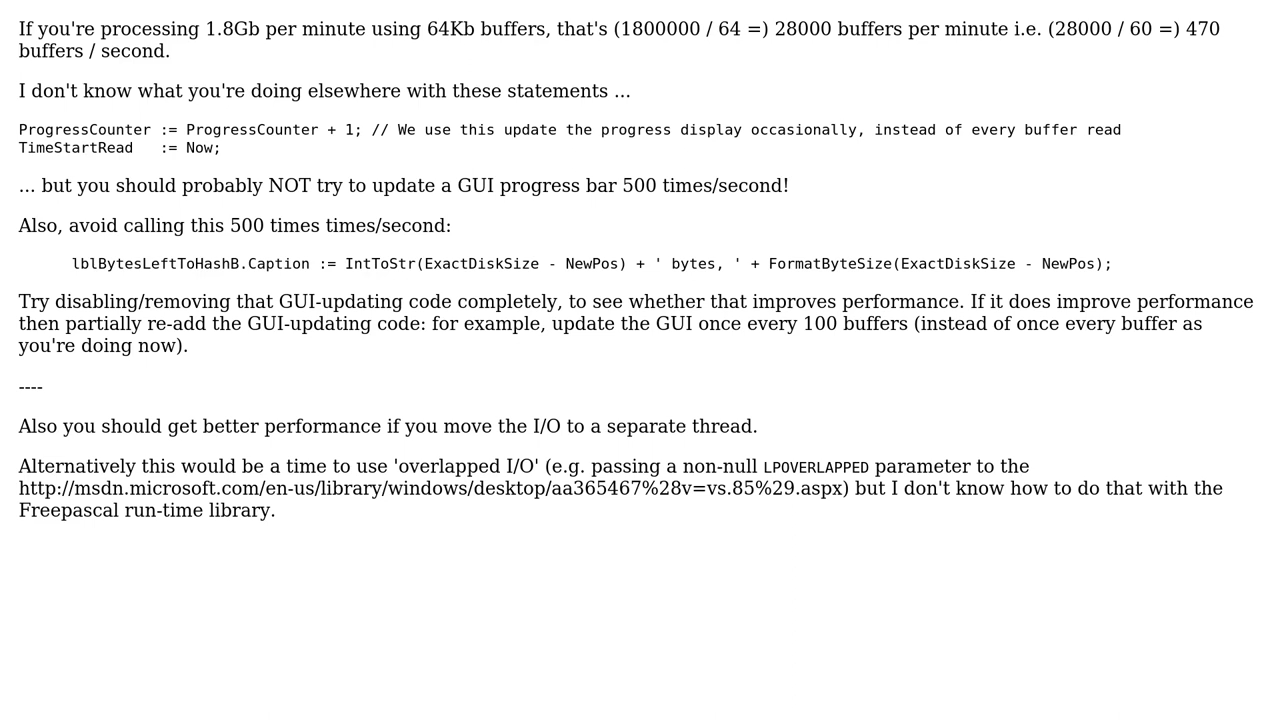 If you're processing 1.8Gb per minute using 64Kb buffers, that's (1800000 / 64 =) 28000 buffers per minute i.e. (28000 / 60 =) 470
buffers / second.
I don't know what you're doing elsewhere with these statements ...
ProgressCounter := ProgressCounter + 1; // We use this update the progress display occasionally, instead of every buffer read
TimeStartRead   := Now;
... but you should probably NOT try to update a GUI progress bar 500 times/second!
Also, avoid calling this 500 times times/second:
lblBytesLeftToHashB.Caption := IntToStr(ExactDiskSize - NewPos) + ' bytes, ' + FormatByteSize(ExactDiskSize - NewPos);
Try disabling/removing that GUI-updating code completely, to see whether that improves performance. If it does improve performance
then partially re-add the GUI-updating code: for example, update the GUI once every 100 buffers (instead of once every buffer as
you're doing now).
----
Also you should get better performance if you move the I/O to a separate thread.
Alternatively this would be a time to use 'overlapped I/O' (e.g. passing a non-null LPOVERLAPPED parameter to the
http://msdn.microsoft.com/en-us/library/windows/desktop/aa365467%28v=vs.85%29.aspx) but I don't know how to do that with the
Freepascal run-time library.